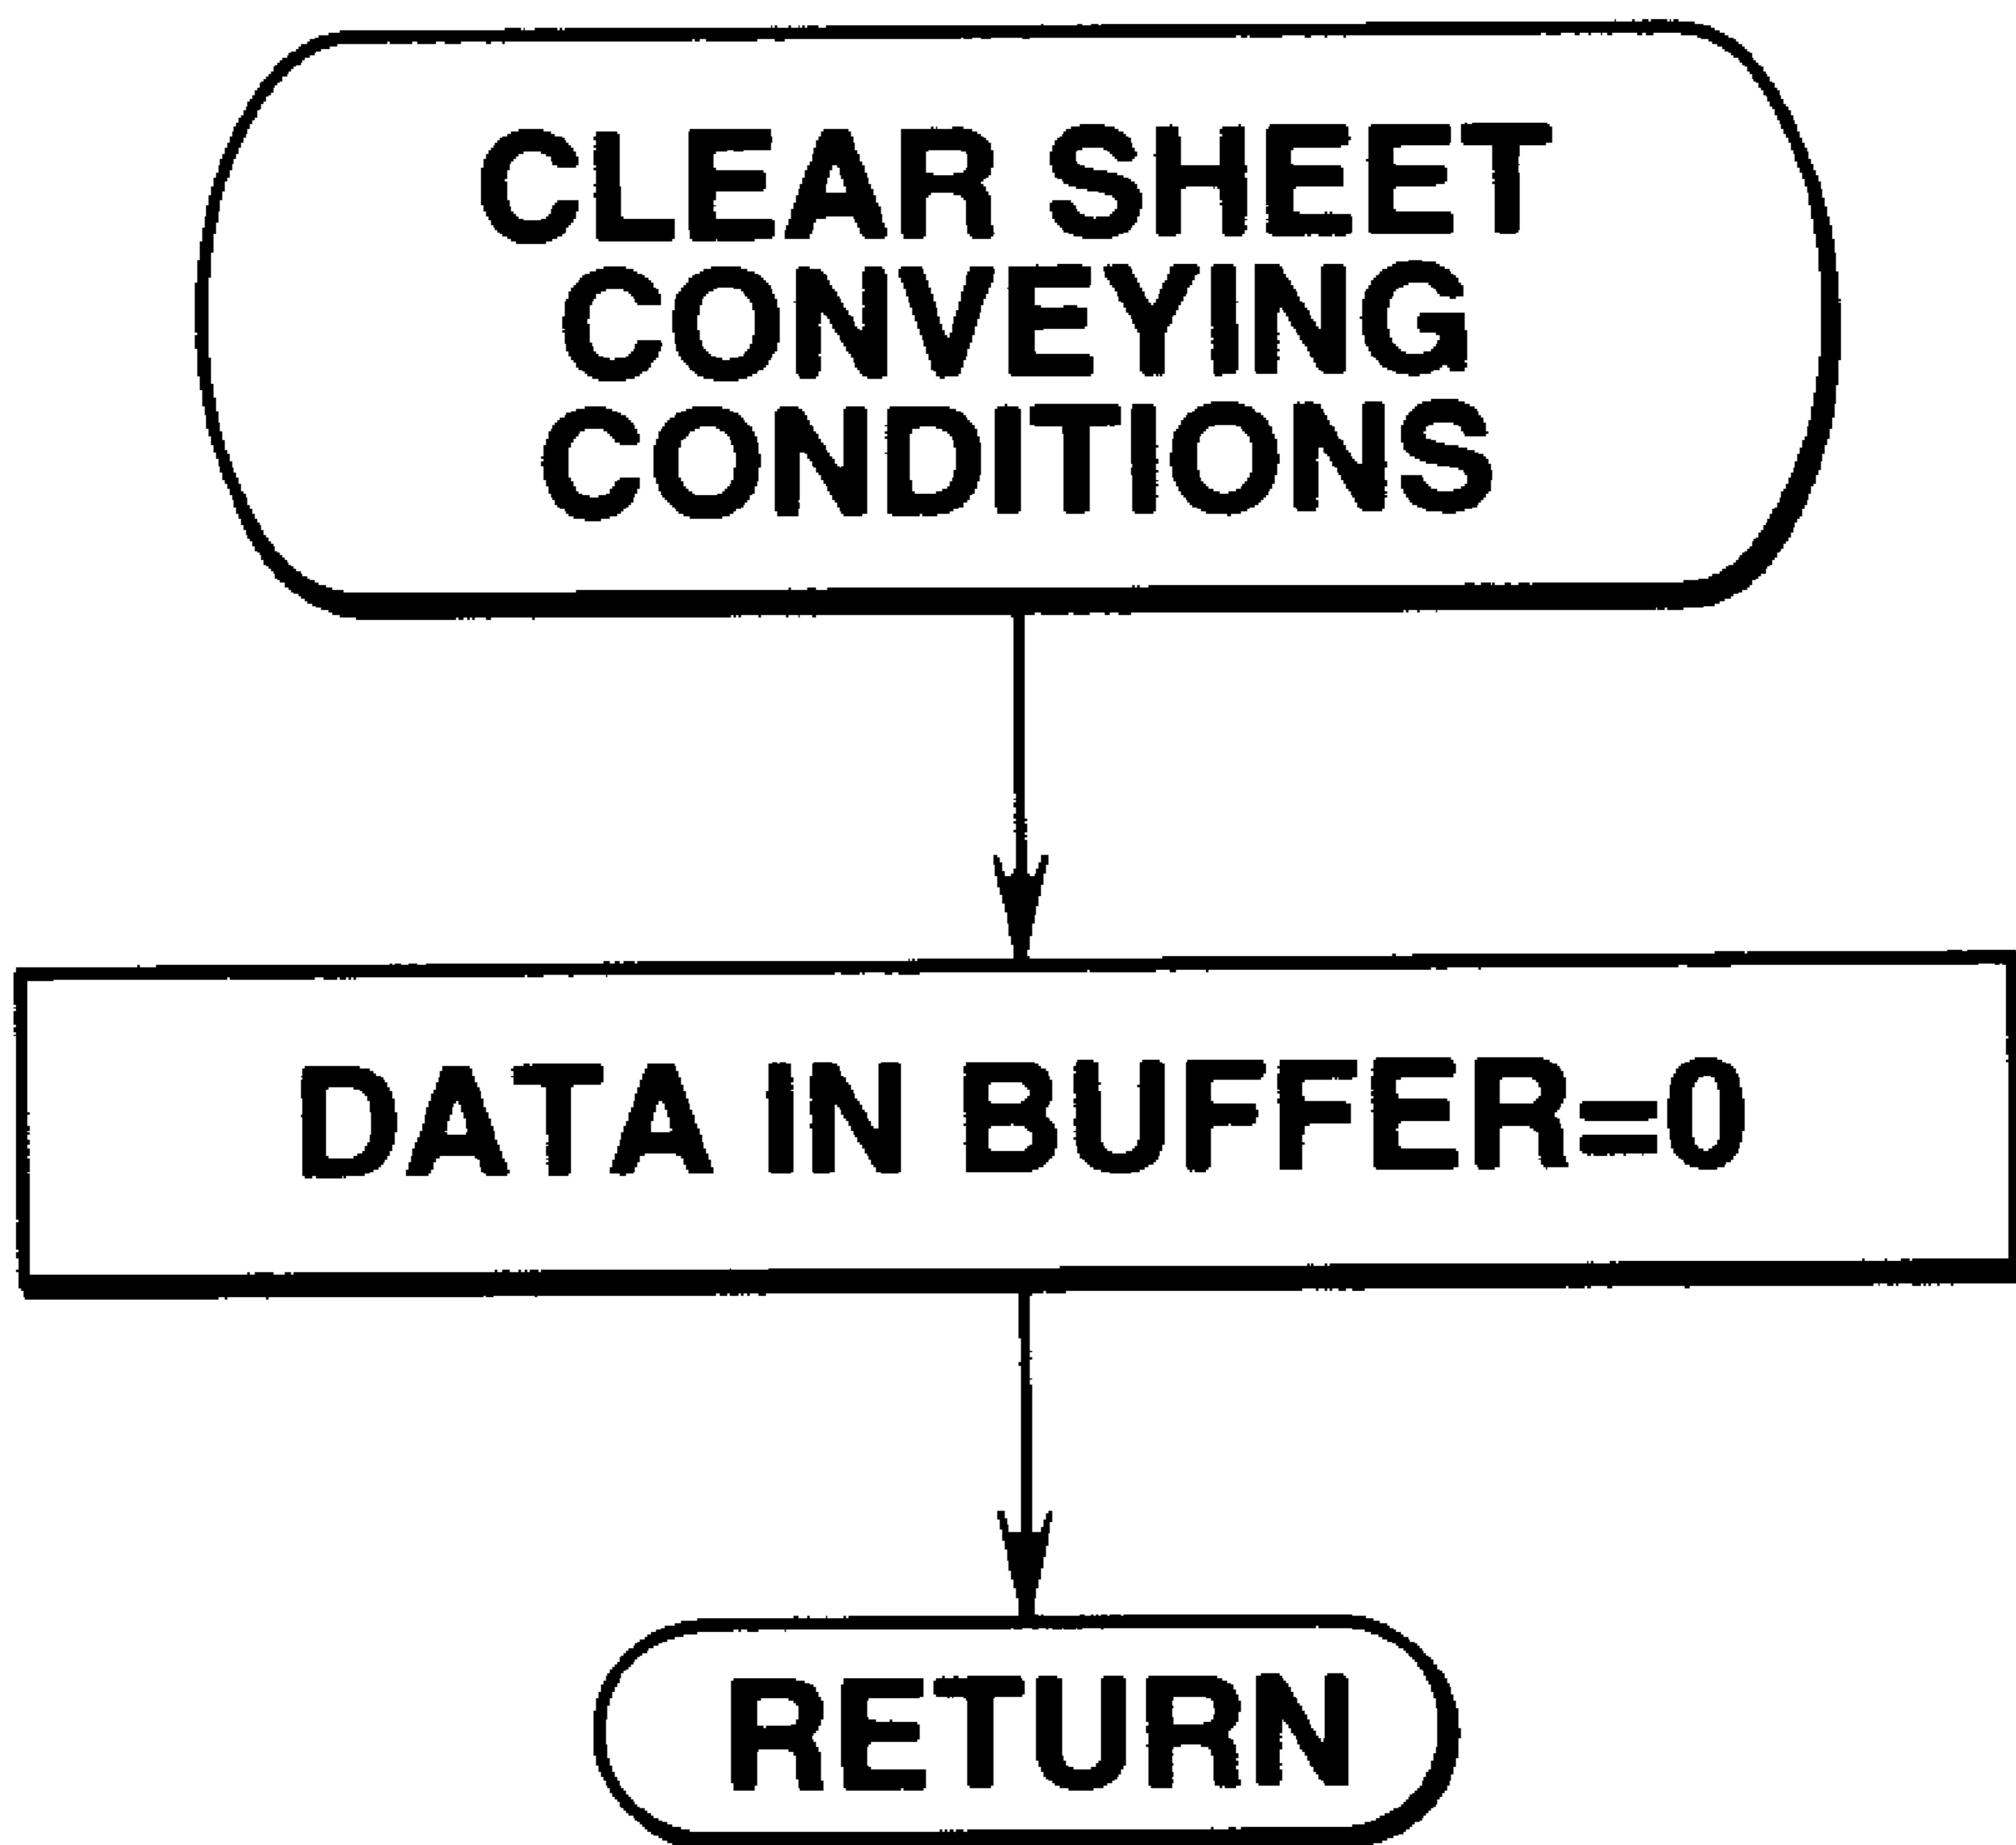 CLEAR SHEET
CONVEYING
CONDITIONS
DATA IN BUFFER=0
RETURN